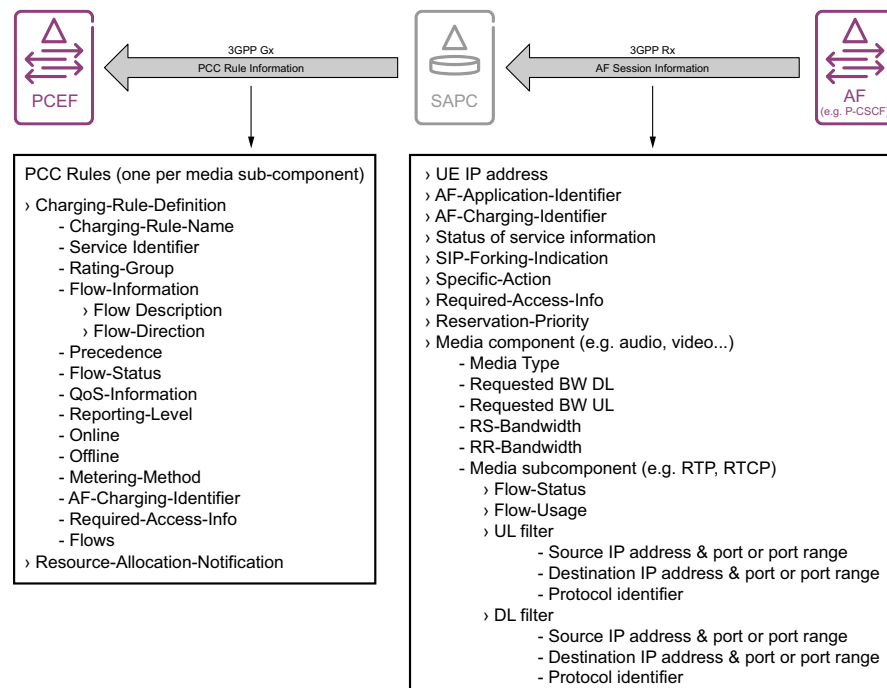 3GPP Gx
PCC Rule Information
3GPP Rx
AF Session Information
PCEF
SAPC
AF
(e.g. P-CSCF)
PCC Rules (one per media sub-component)
› Charging-Rule-Definition
- Charging-Rule-Name
- Service Identifier
- Rating-Group
- Flow-Information
› Flow Description
› Flow-Direction
- Precedence
- Flow-Status
- QoS-Information
- Reporting-Level
- Online
- Offline
- Metering-Method
- AF-Charging-Identifier
- Required-Access-Info
- Flows
› Resource-Allocation-Notification
› UE IP address
› AF-Application-Identifier
› AF-Charging-Identifier
› Status of service information
› SIP-Forking-Indication
› Specific-Action
› Required-Access-Info
› Reservation-Priority
› Media component (e.g. audio, video...)
- Media Type
- Requested BW DL
- Requested BW UL
- RS-Bandwidth
- RR-Bandwidth
- Media subcomponent (e.g. RTP, RTCP)
› Flow-Status
› Flow-Usage
› UL filter
- Source IP address & port or port range
- Destination IP address & port or port range
- Protocol identifier
› DL filter
- Source IP address & port or port range
- Destination IP address & port or port range
- Protocol identifier